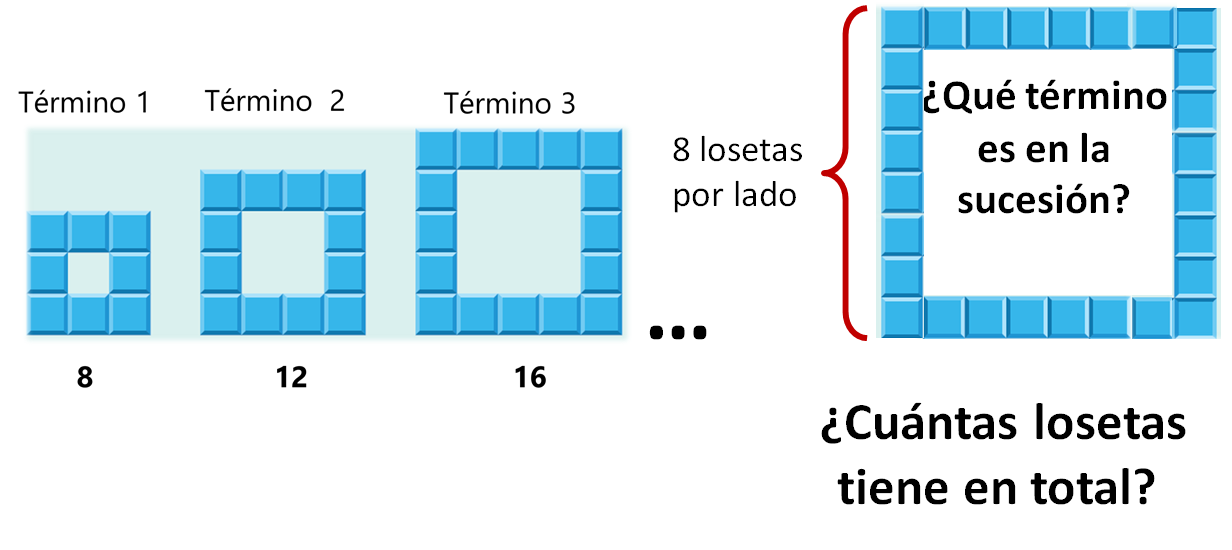 Término 1
Término 2
Término 3
8
12
16
...
8 losetas
por lado
¿Qué término
es en la
sucesión?
¿Cuántas losetas
tiene en total?